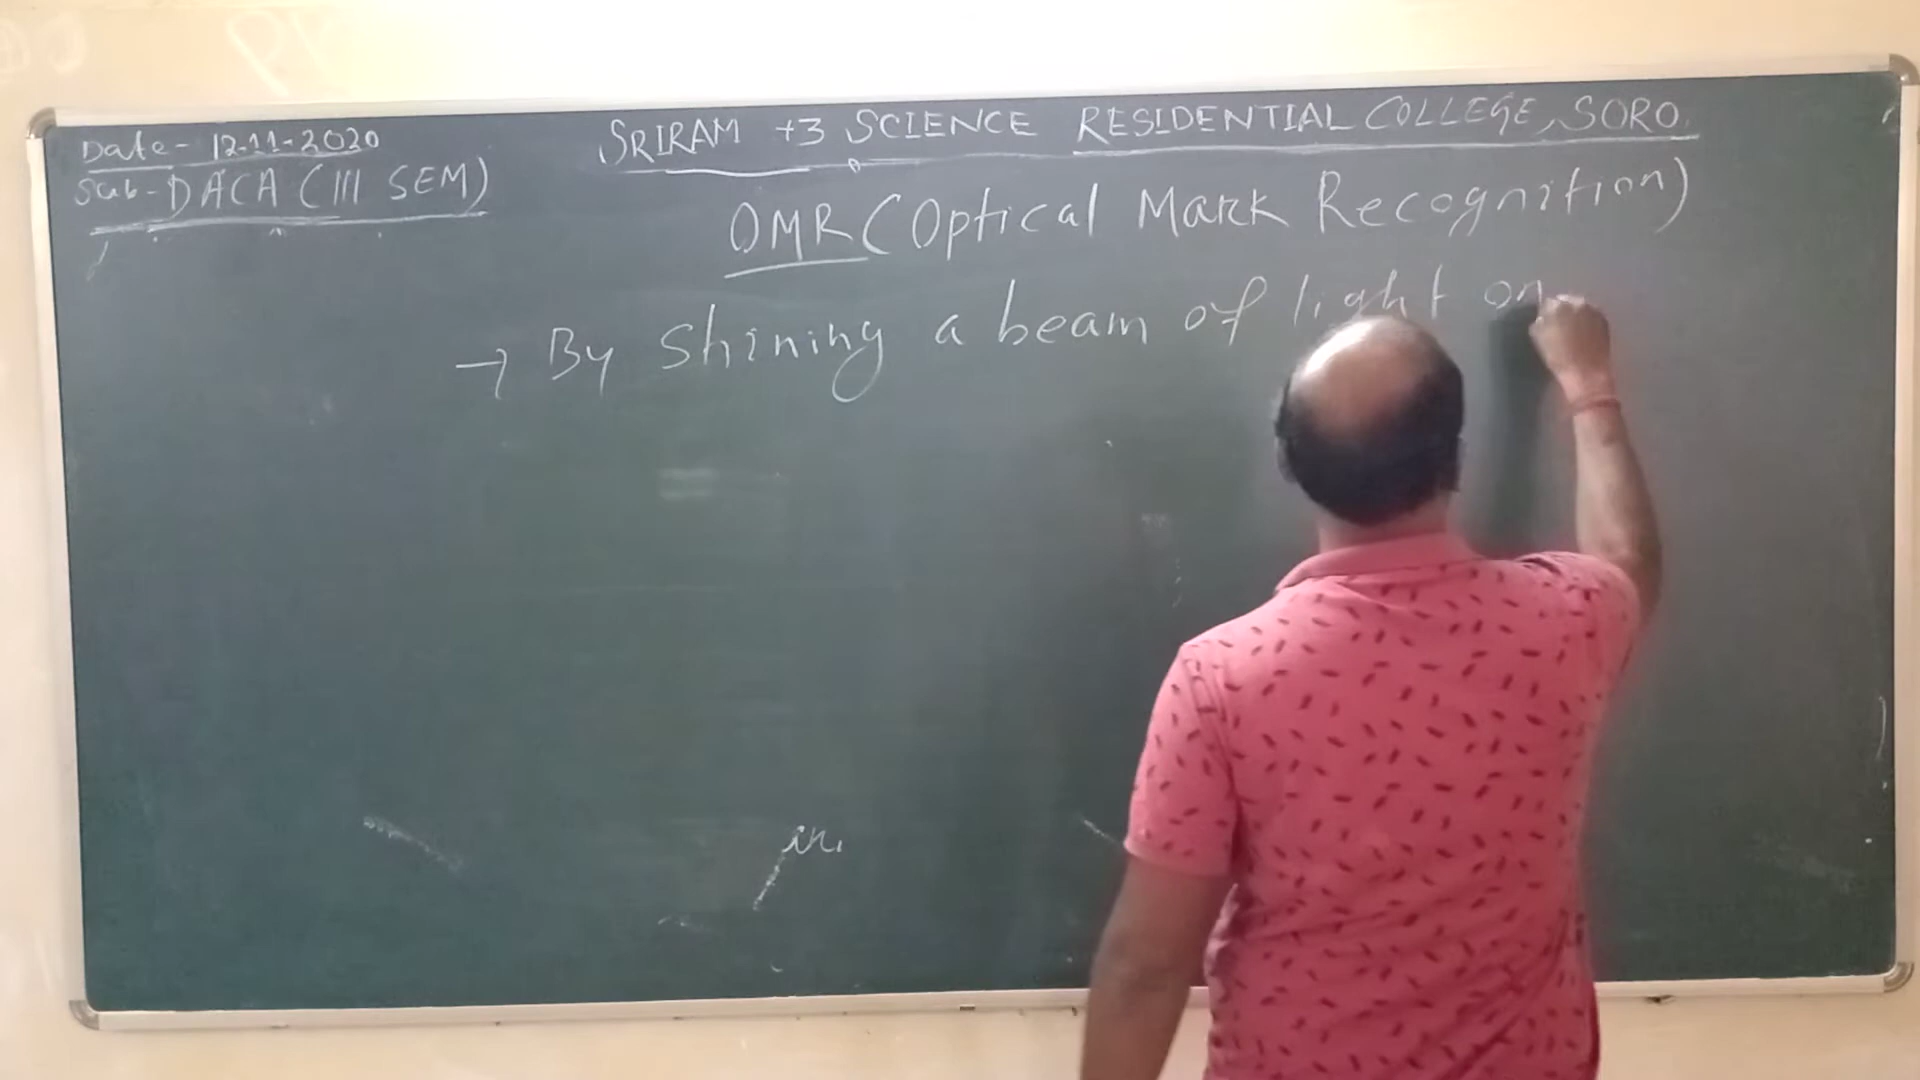 Date- 12-11-2020
SRIRAM +3 SCIENCE RESIDENTIAL COLLEGE, SORO.
Sub- DACA (III SEM)
OMR (Optical Mark Recognition)
→ By Shining a beam of light on